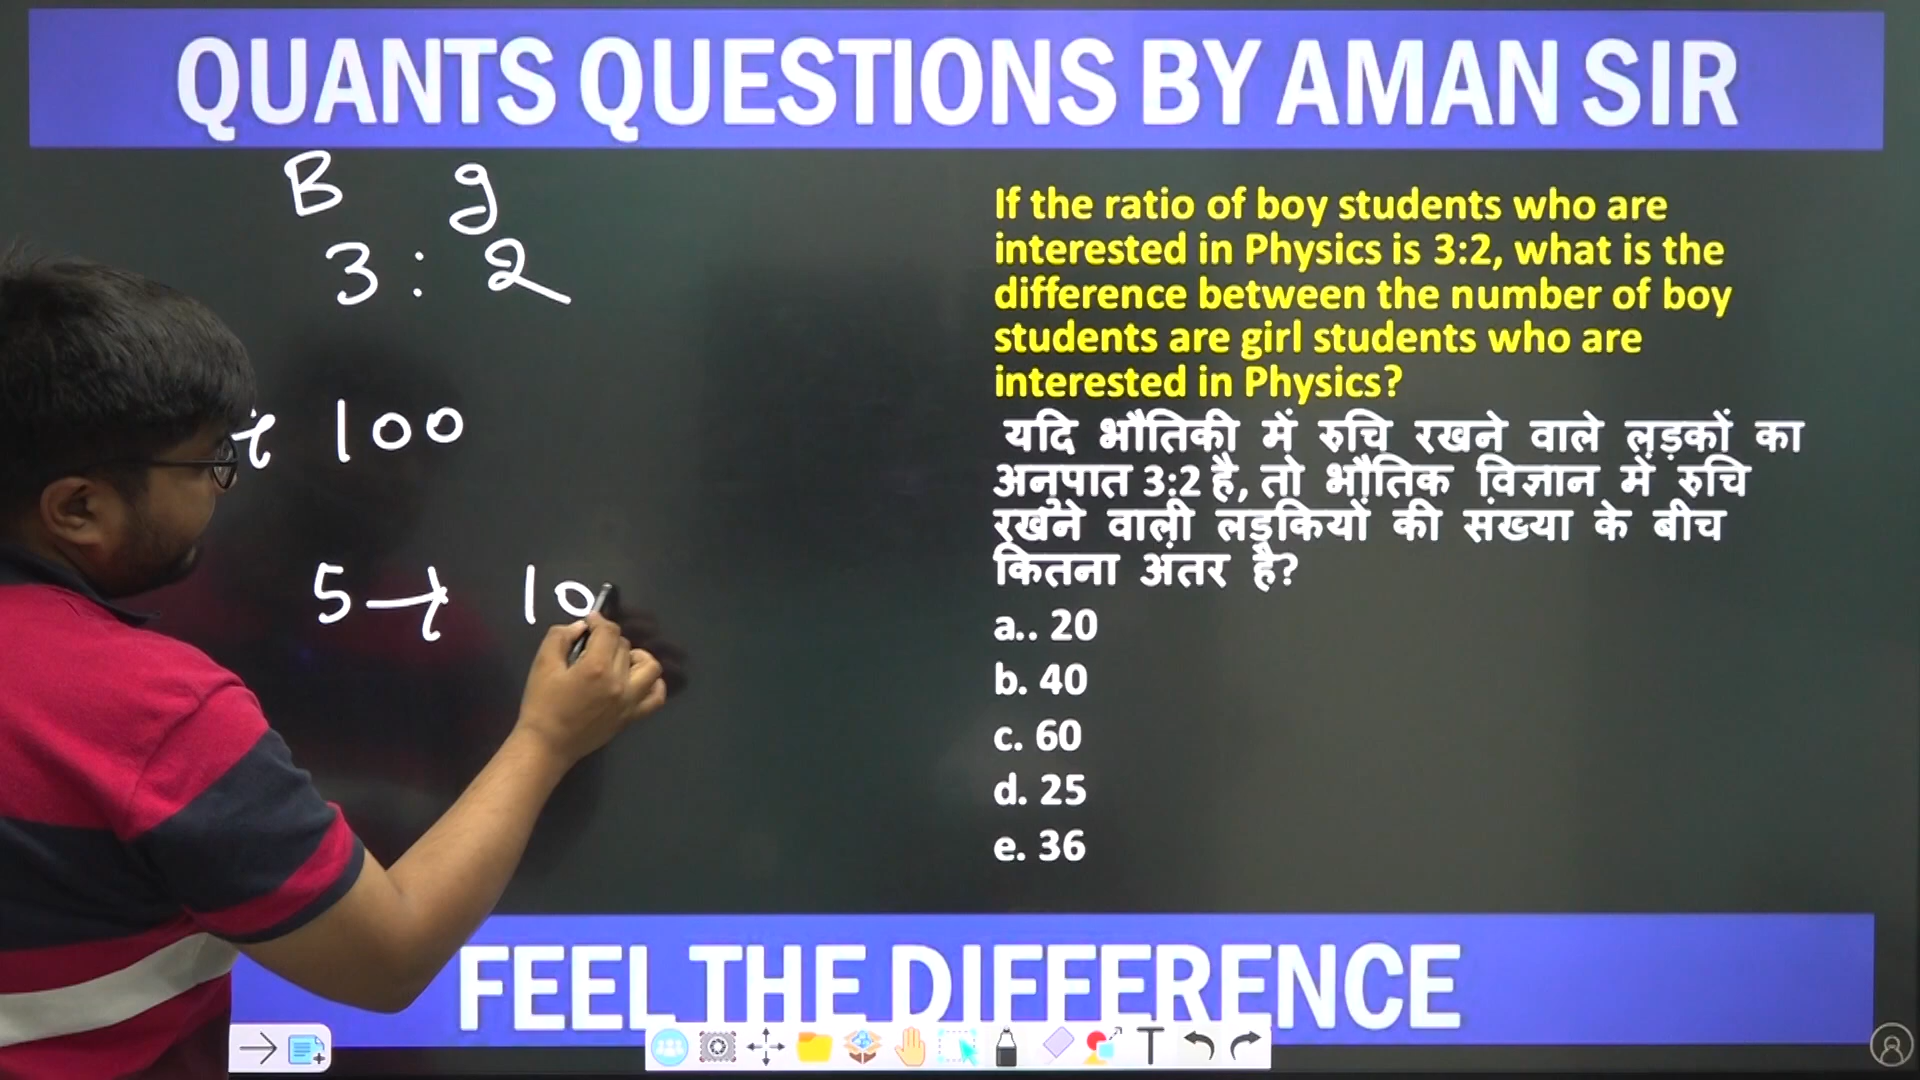 QUANTS QUESTIONS BY AMAN SIR
B g
3 : 2
100
5 → 10
If the ratio of boy students who are
interested in Physics is 3:2, what is the
difference between the number of boy
students are girl students who are
interested in Physics?
यदि भौतिकी में रुचि रखने वाले लड़कों का
अनुपात 3:2 है, तो भौतिक विज्ञान में रुचि
रखने वाली लड़कियों की संख्या के बीच
कितना अंतर है?
a.. 20
b. 40
c. 60
d. 25
e. 36
FEEL THE DIFFERENCE
T